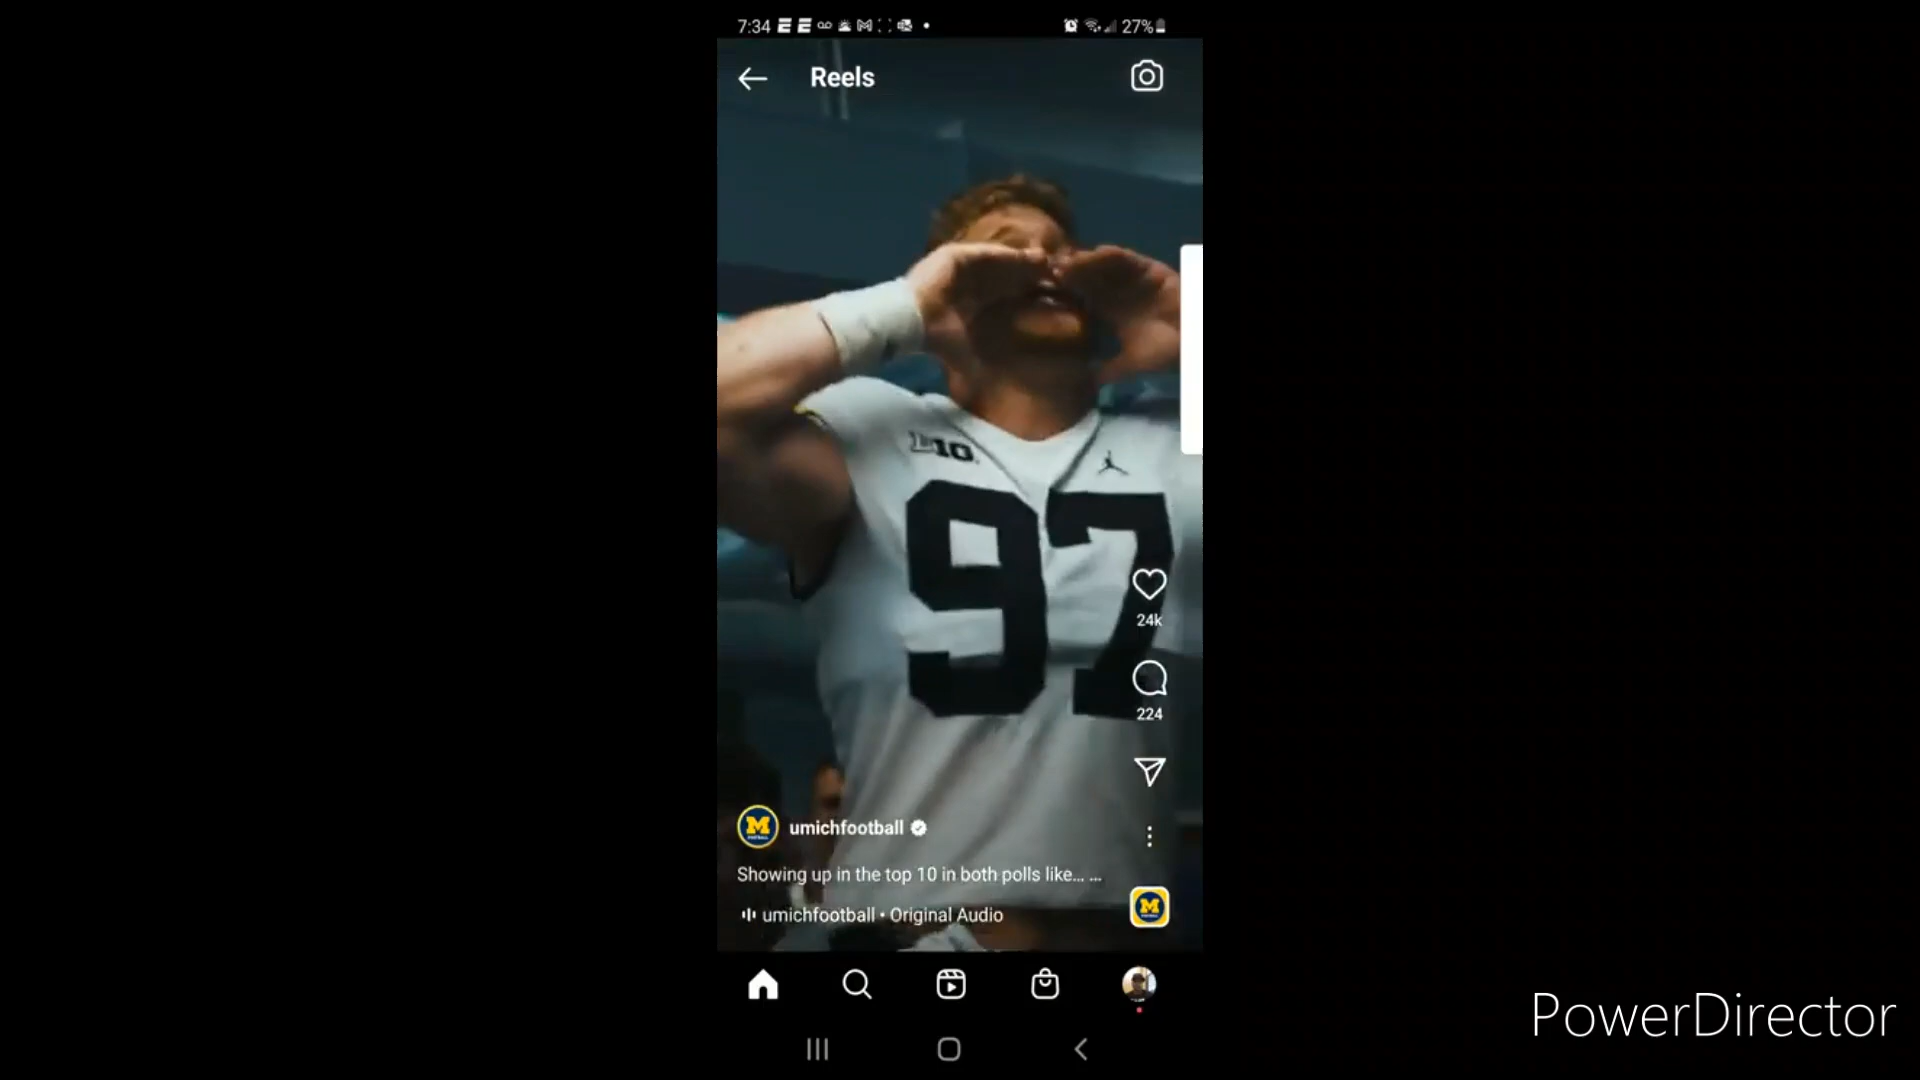 7:34
27%
Reels
B1G
97
24k
224
umichfootball
Showing up in the top 10 in both polls like... ...
umichfootball • Original Audio
PowerDirector